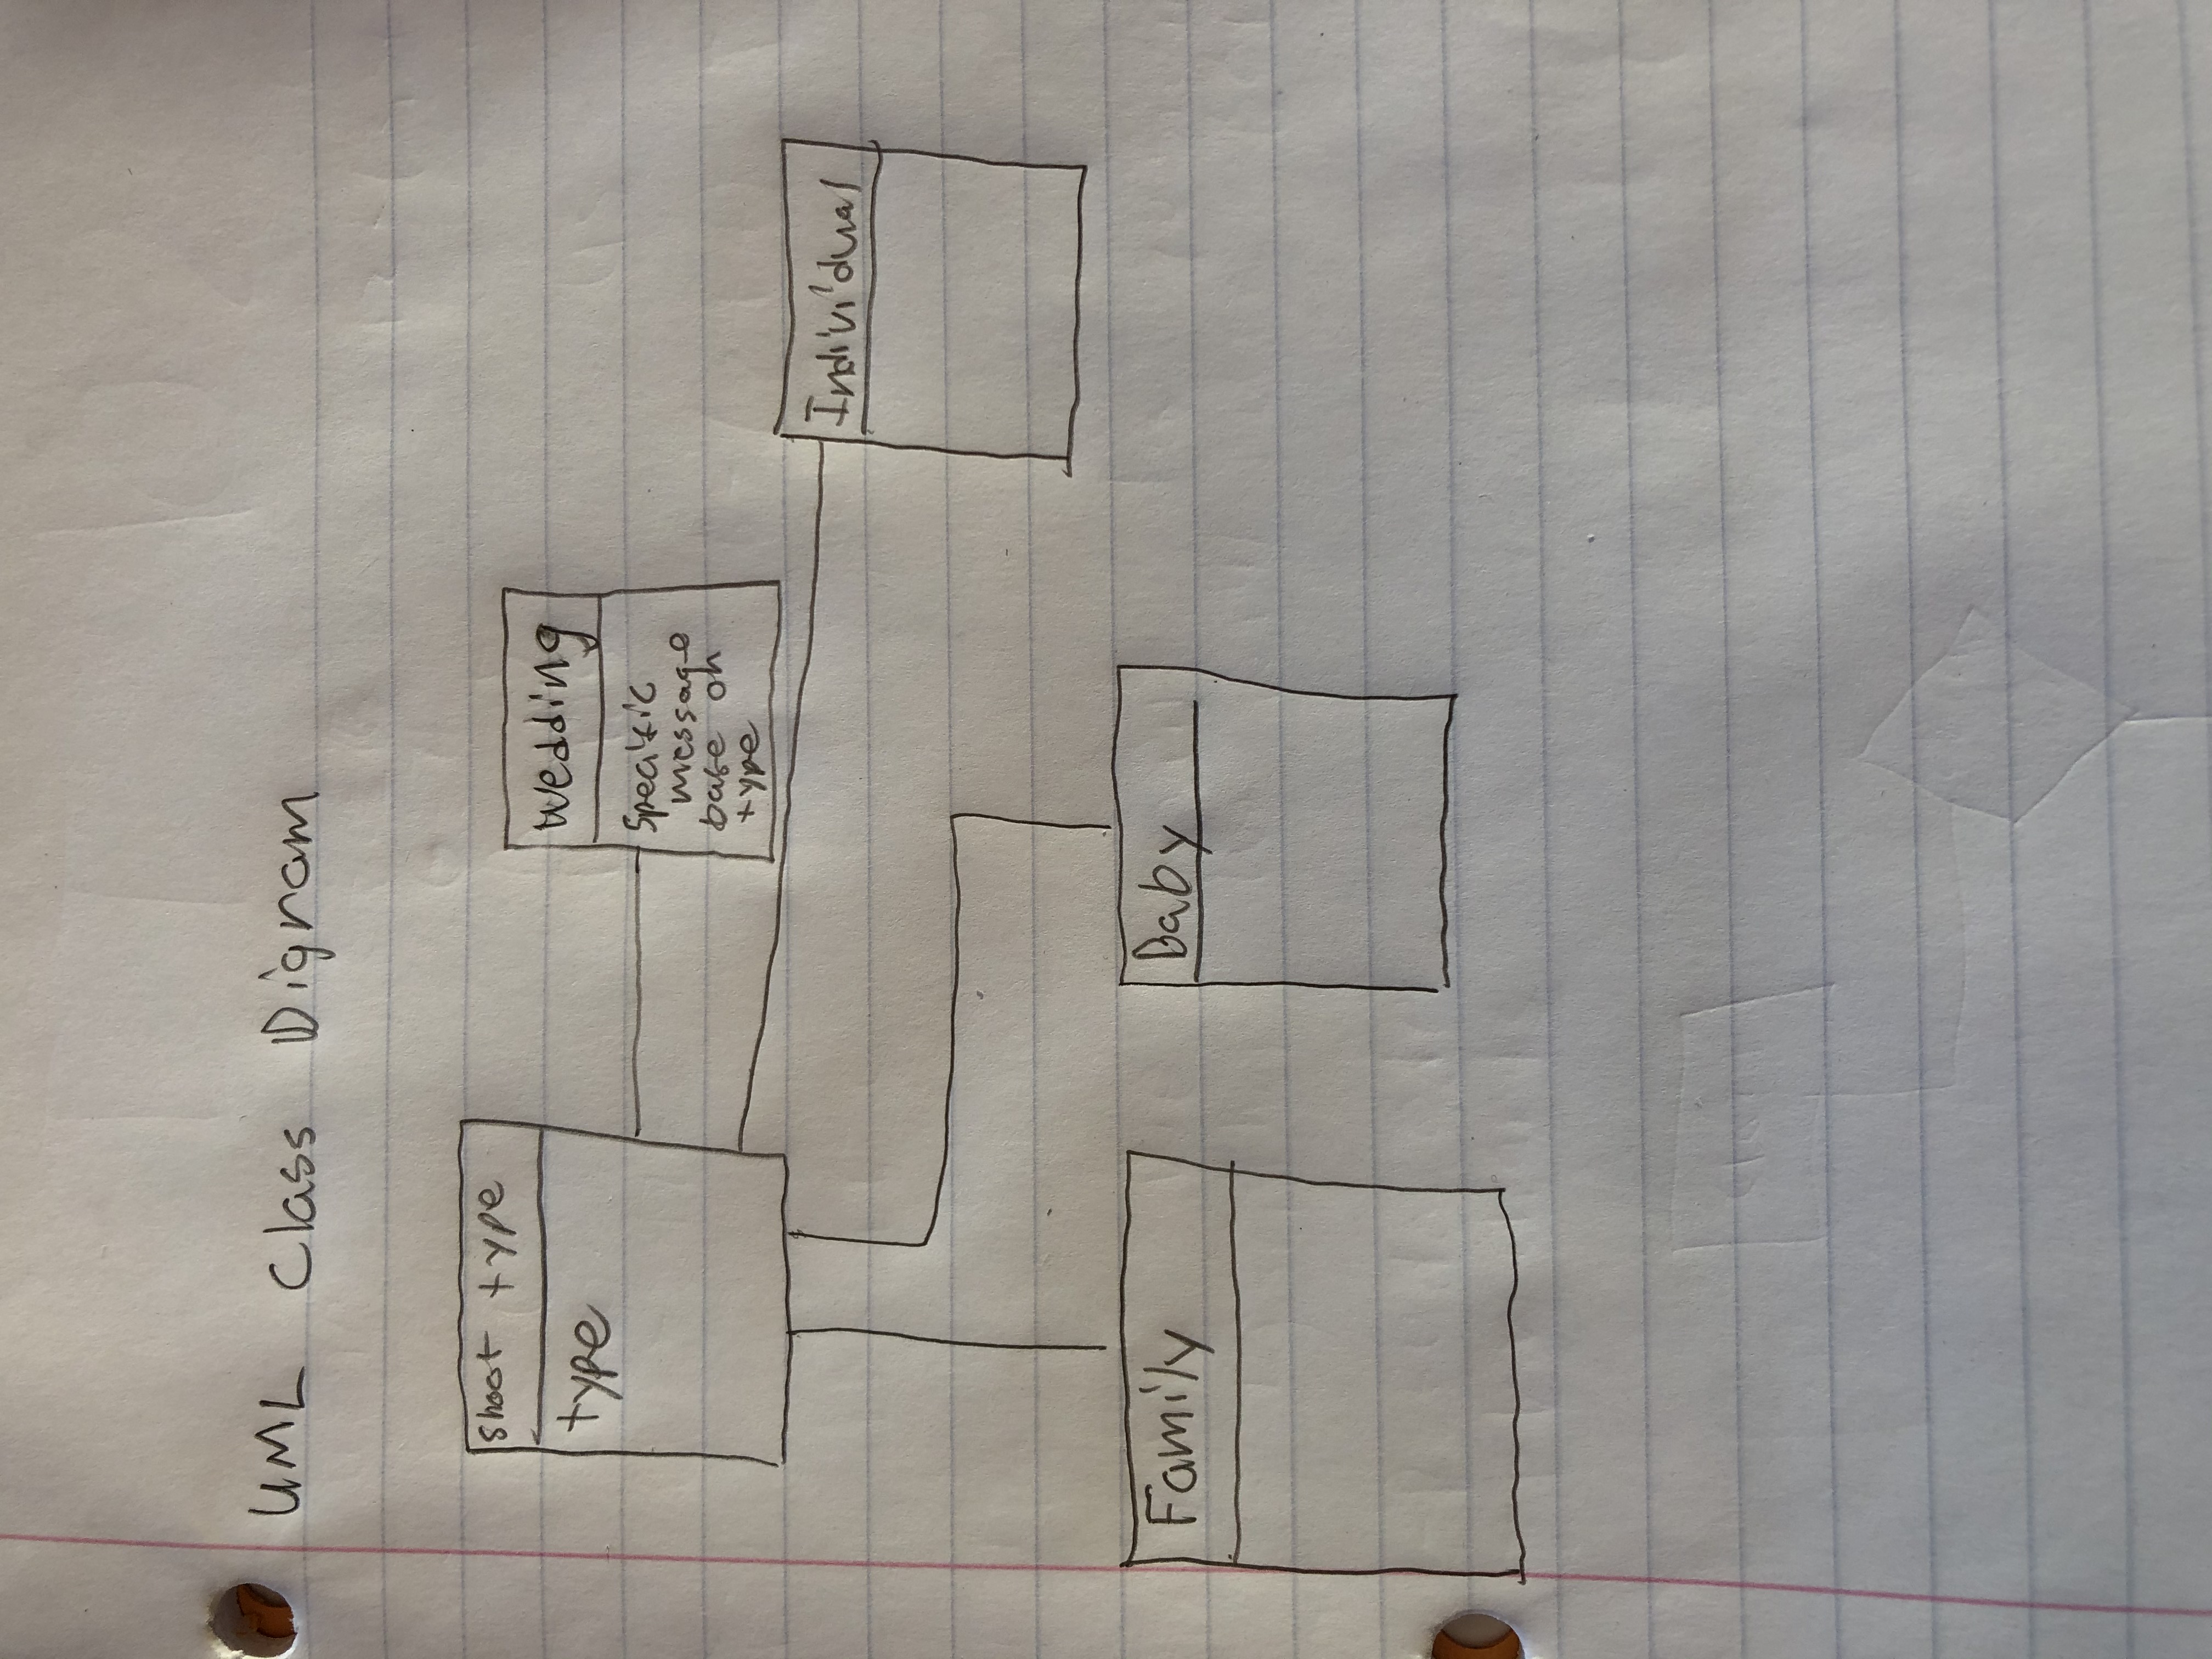 UML Class Digram
Shoot type
type
wedding
Specific
message
base on
type
Individual
Family
Baby